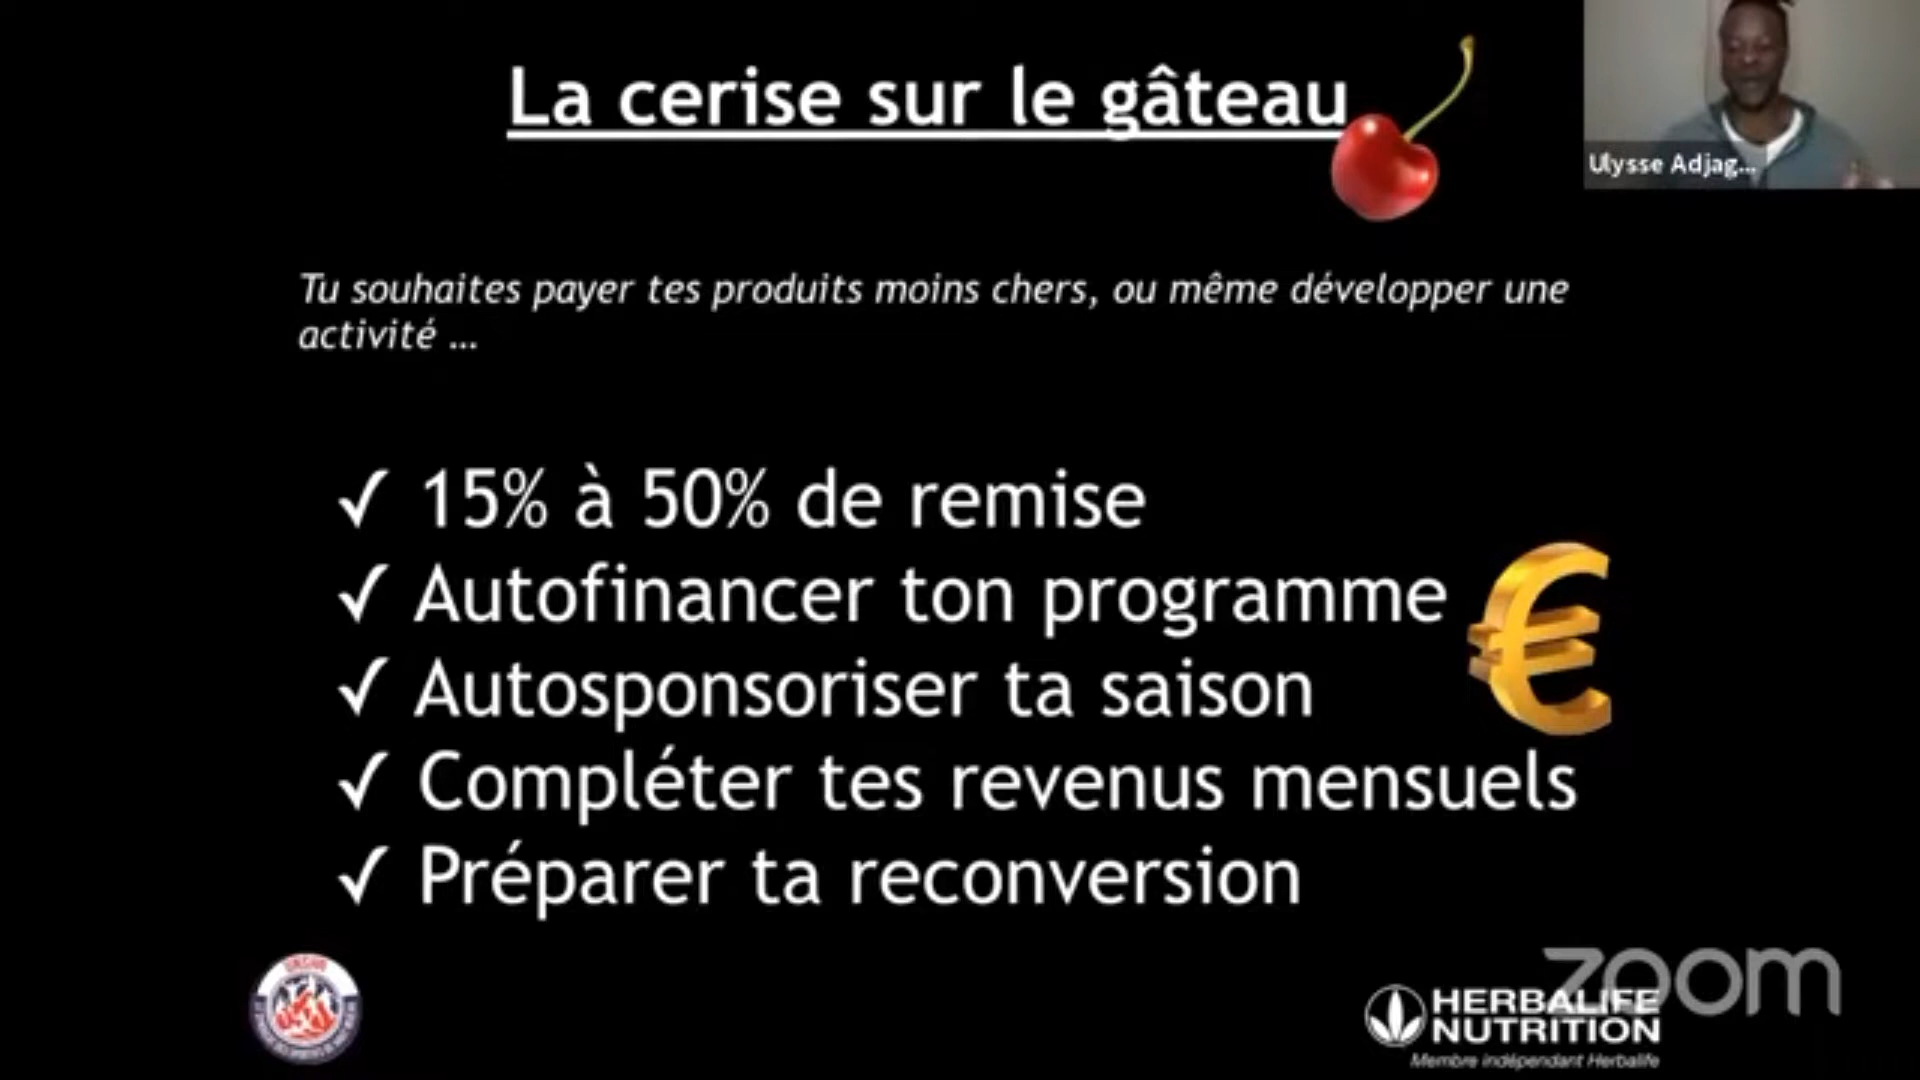 La cerise sur le gâteau
Ulysse Adjag...
Tu souhaites payer tes produits moins chers, ou même développer une
activité ...
✓ 15% à 50% de remise
✓ Autofinancer ton programme
✓ Autosponsoriser ta saison
✓ Compléter tes revenus mensuels
✓ Préparer ta reconversion
€
zoom
HERBALIFE
NUTRITION
Membre indépendant Herbalife